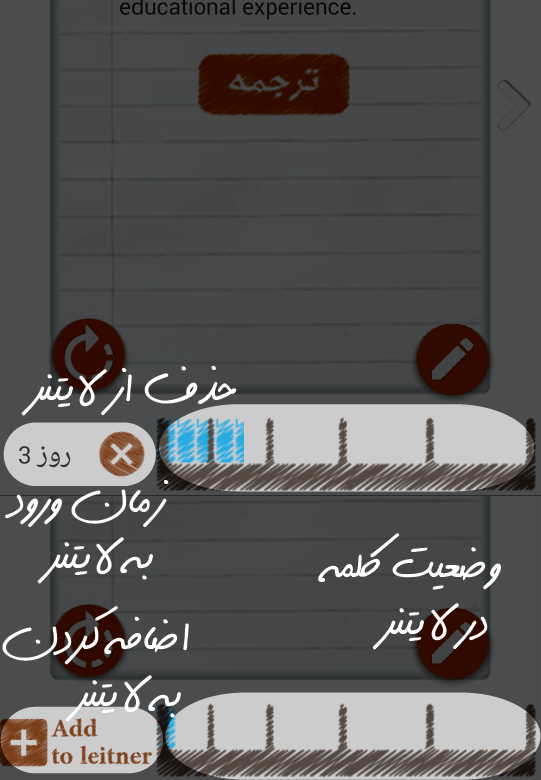 educational experience.
ترجمه
حذف از لایتنر
3 روز
زمان ورود
به لایتنر
وضعیت کلمه
در لایتنر
اضافه کردن
به لایتنر
Add
to leitner